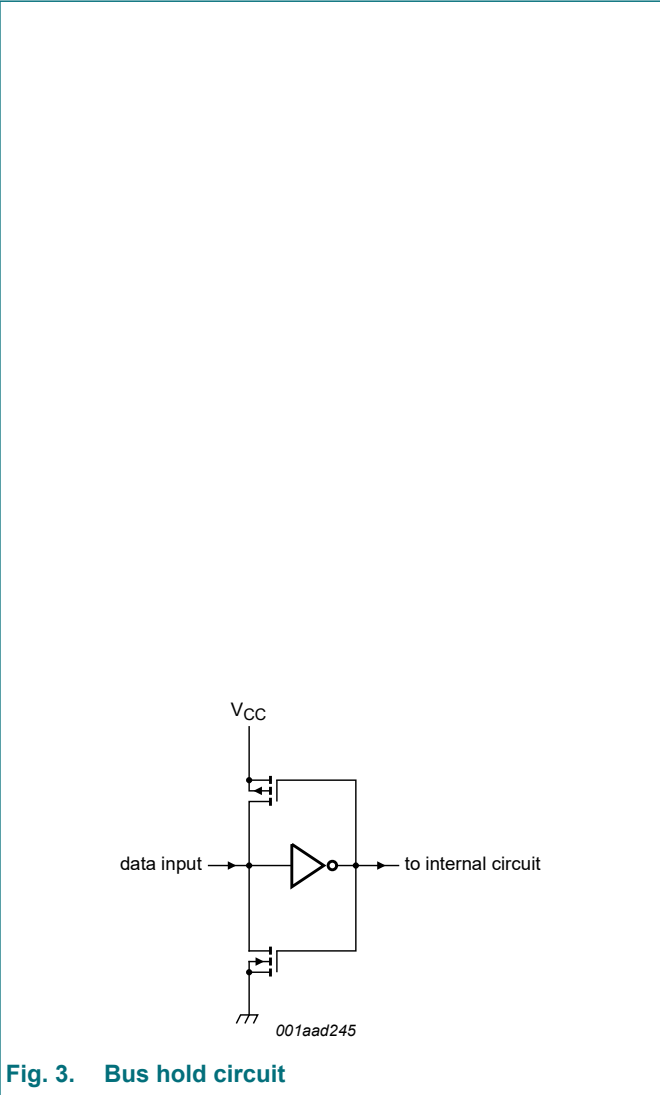 VCC
data input
to internal circuit
001aad245
Fig. 3. Bus hold circuit